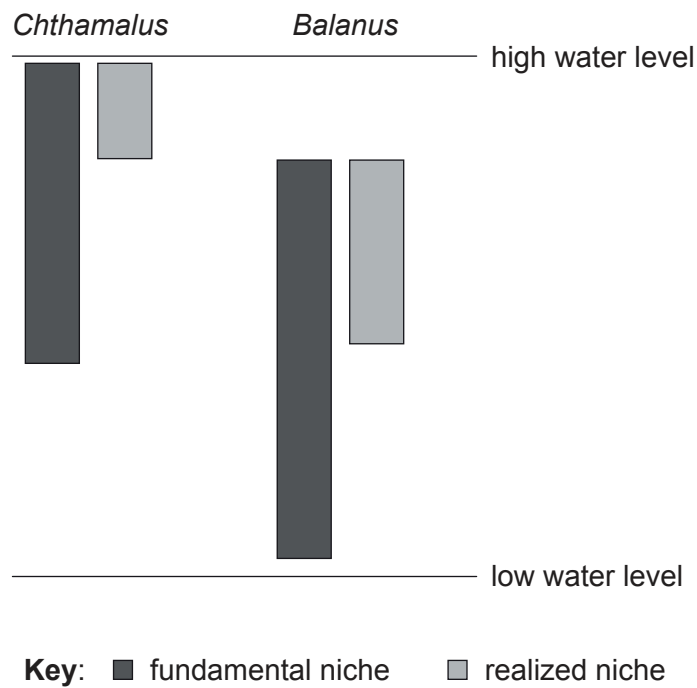 Chthamalus Balanus
high water level
low water level
Key: fundamental niche realized niche